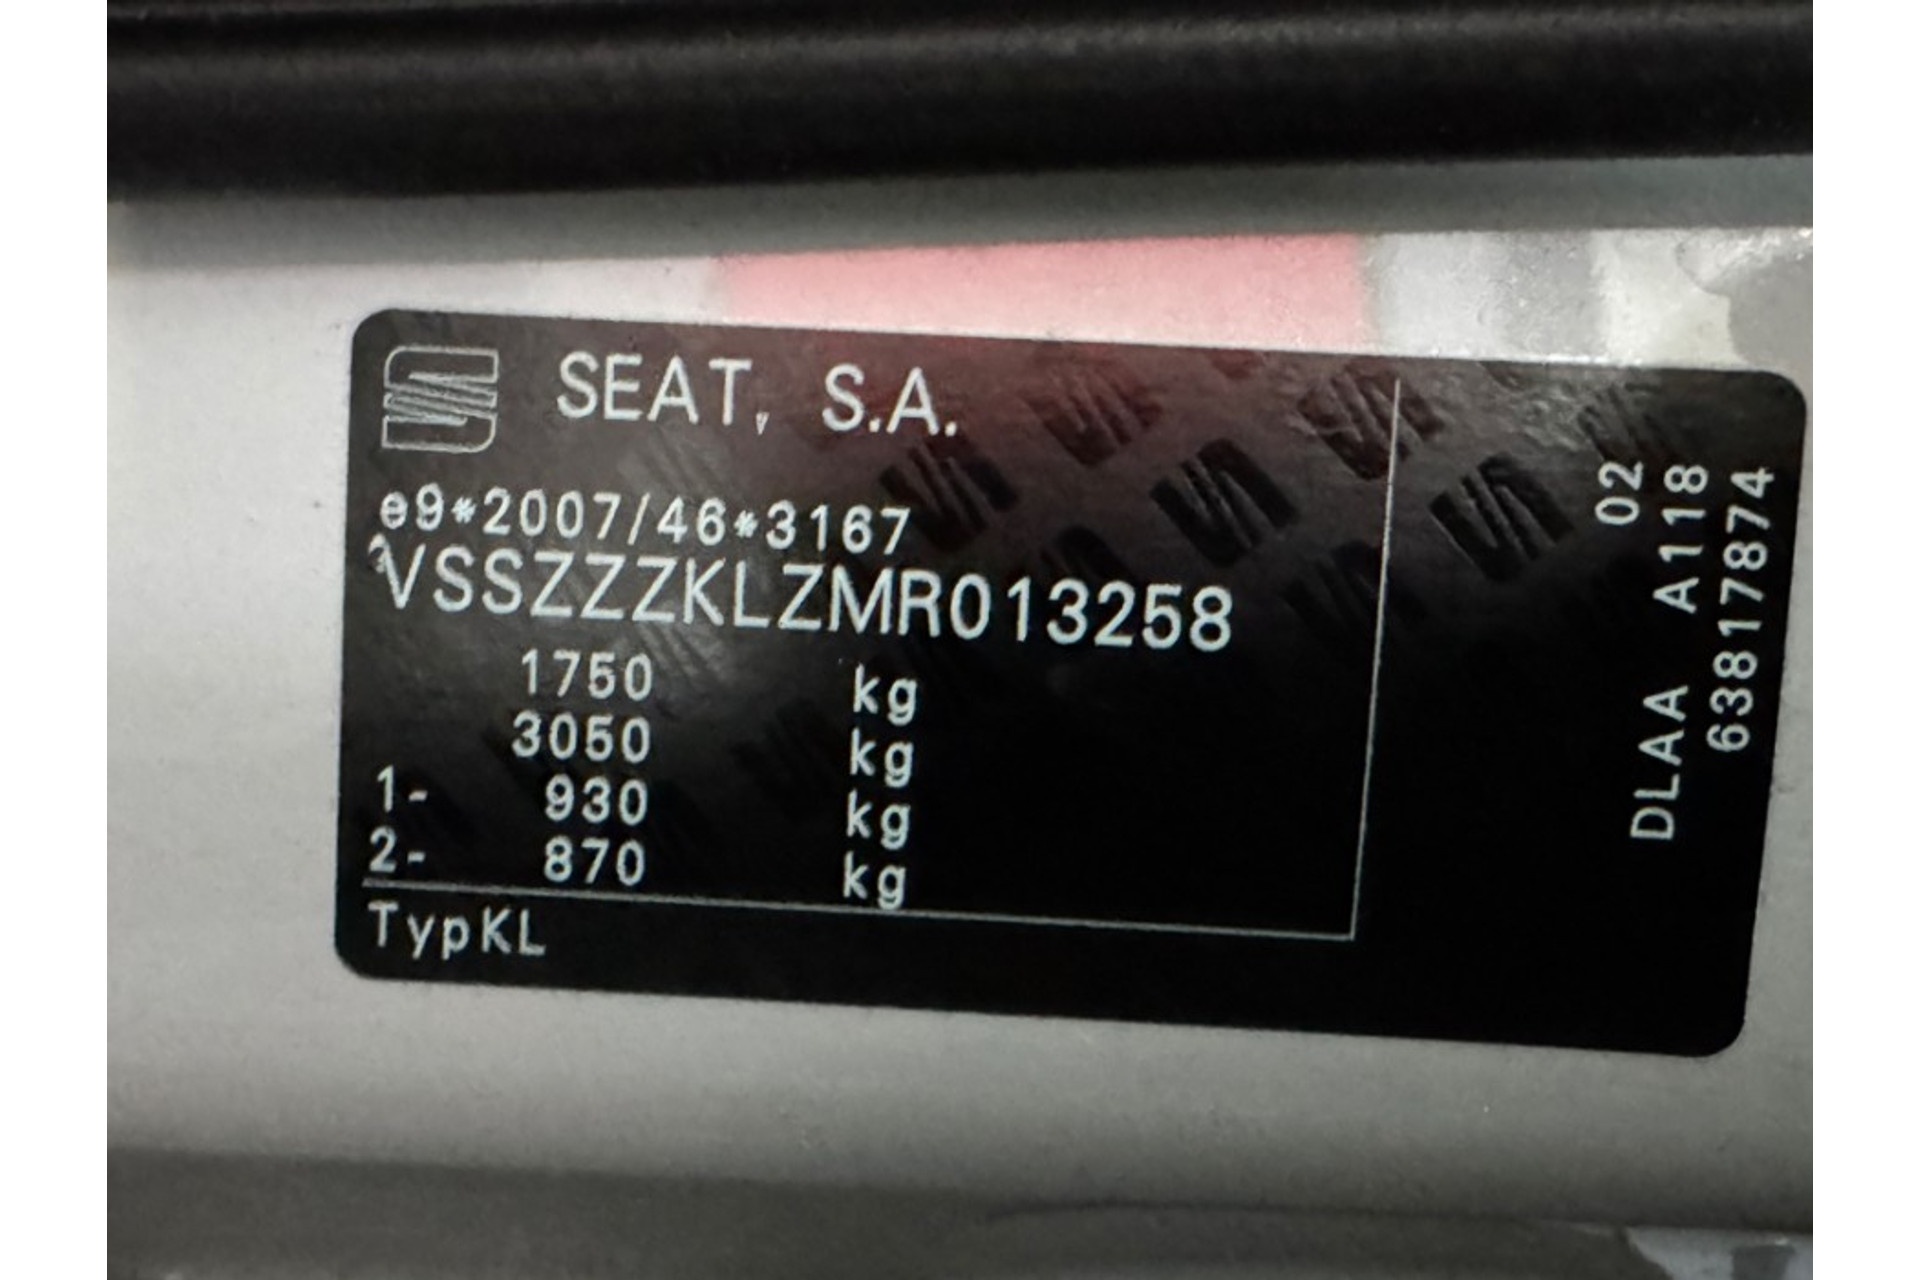 SEAT, S.A.
e9*2007/46*3167
VSSZZZKLZMR013258
1750 kg
3050 kg
1- 930 kg
2- 870 kg
TypKL
02
DLAA A118
63817874